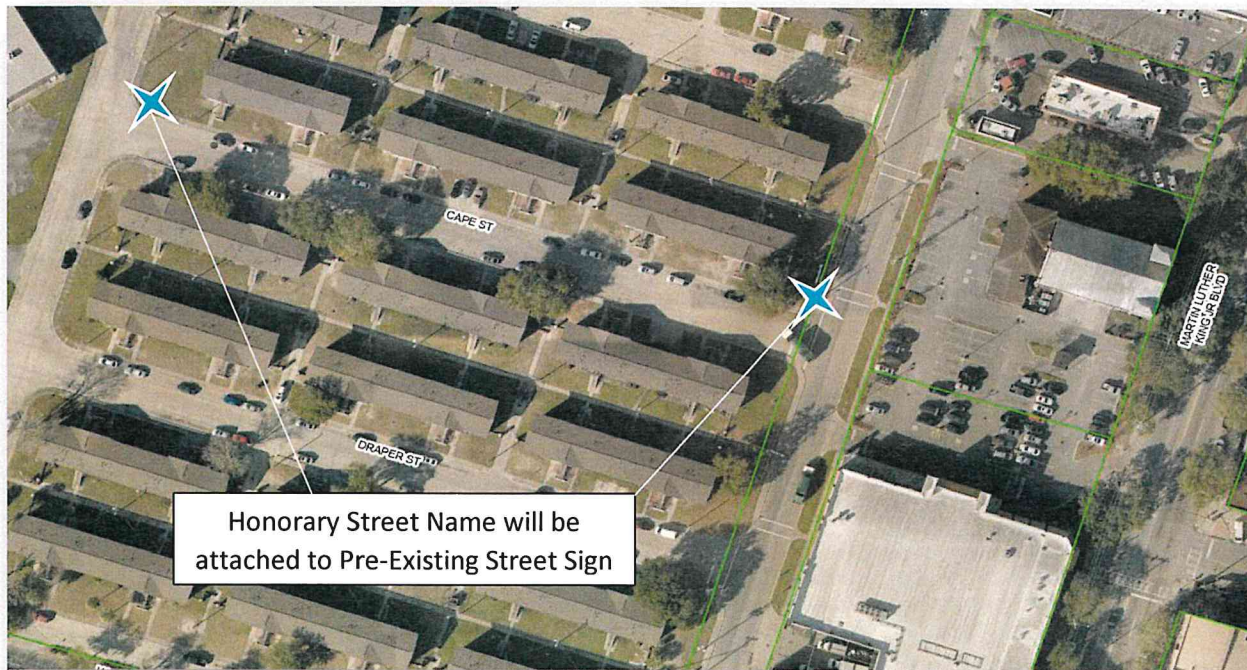 CAPE ST
MARTIN LUTHER
KING JR BLVD
DRAPER ST
Honorary Street Name will be
attached to Pre-Existing Street Sign